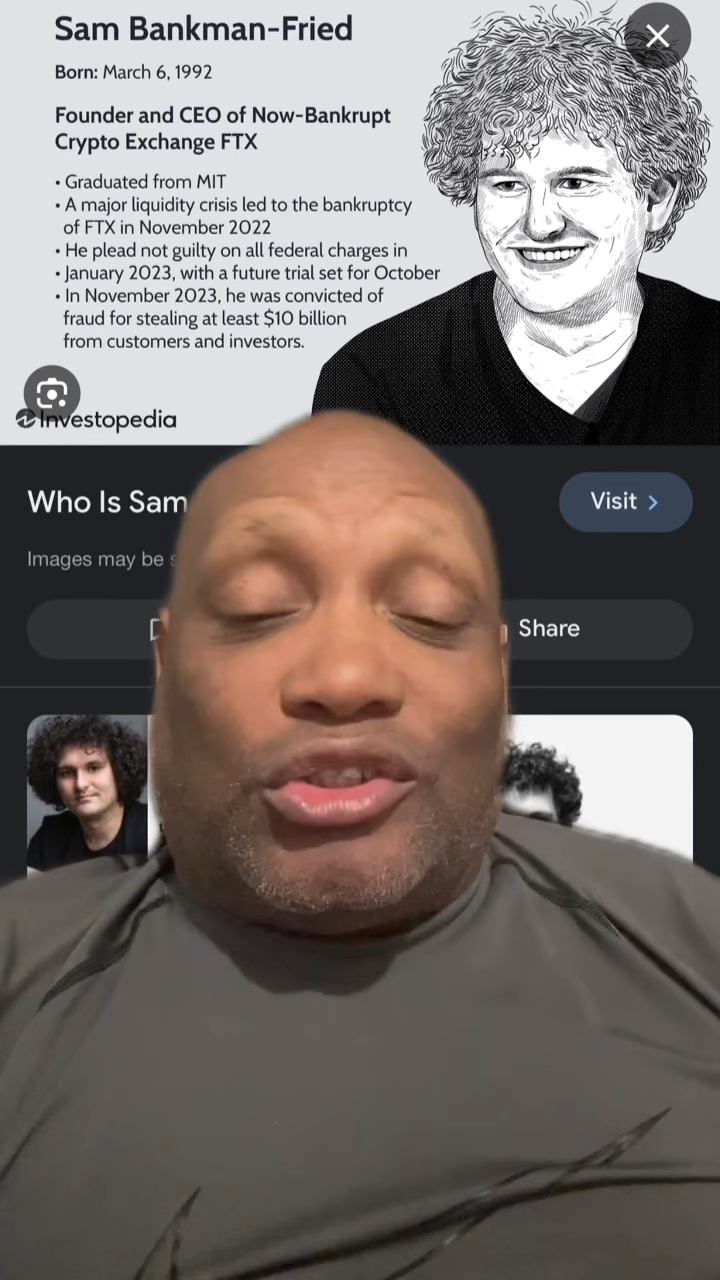 Sam Bankman-Fried
Born: March 6, 1992
Founder and CEO of Now-Bankrupt
Crypto Exchange FTX
• Graduated from MIT
• A major liquidity crisis led to the bankruptcy
of FTX in November 2022
• He plead not guilty on all federal charges in
• January 2023, with a future trial set for October
• In November 2023, he was convicted of
fraud for stealing at least $10 billion
from customers and investors.
Investopedia
Who Is Sam
Visit
Images may be
Share